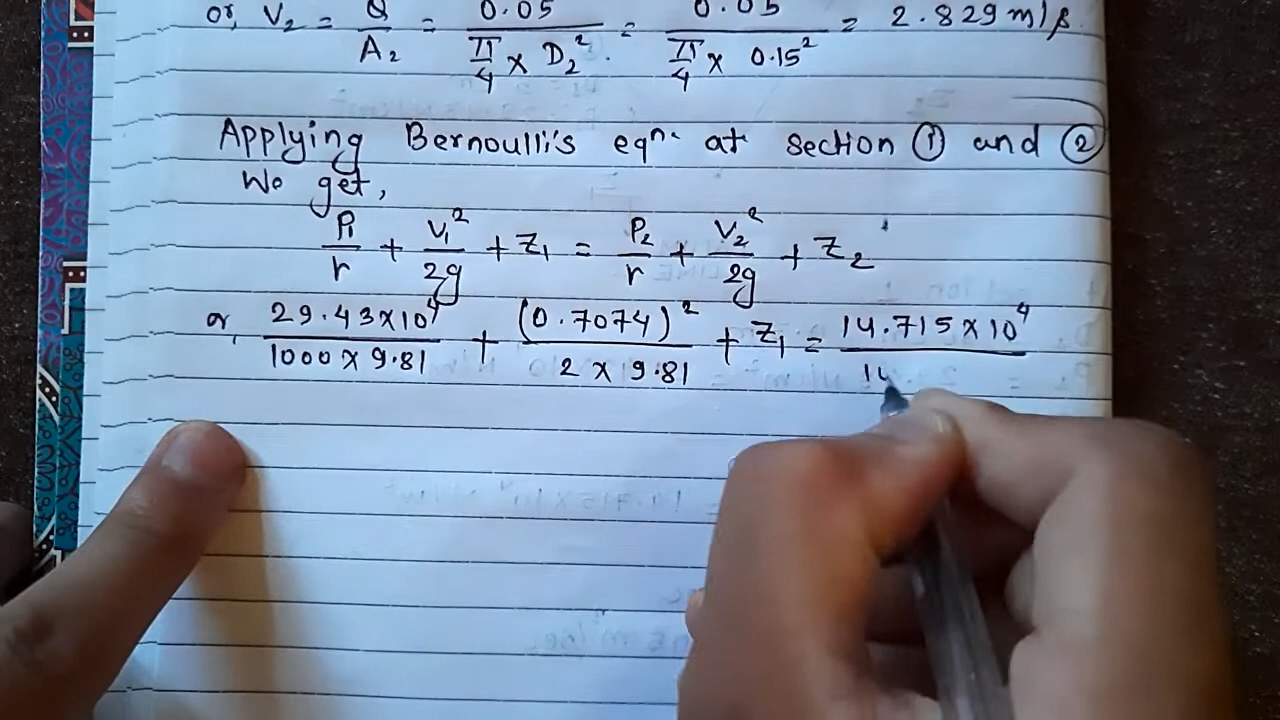 or, V₂ = Q/A₂ = 0.05/(π/4 × D₂²) = 0.05/(π/4 × 0.15²) = 2.829 m/s.
Applying Bernoulli's eqⁿ· at section ① and ②
We get,
P₁/r + V₁²/2g + Z₁ = P₂/r + V₂²/2g + Z₂
or, 29.43×10⁴/1000 × 9.81 + (0.7074)²/2 × 9.81 + Z₁ = 14.715×10⁴/